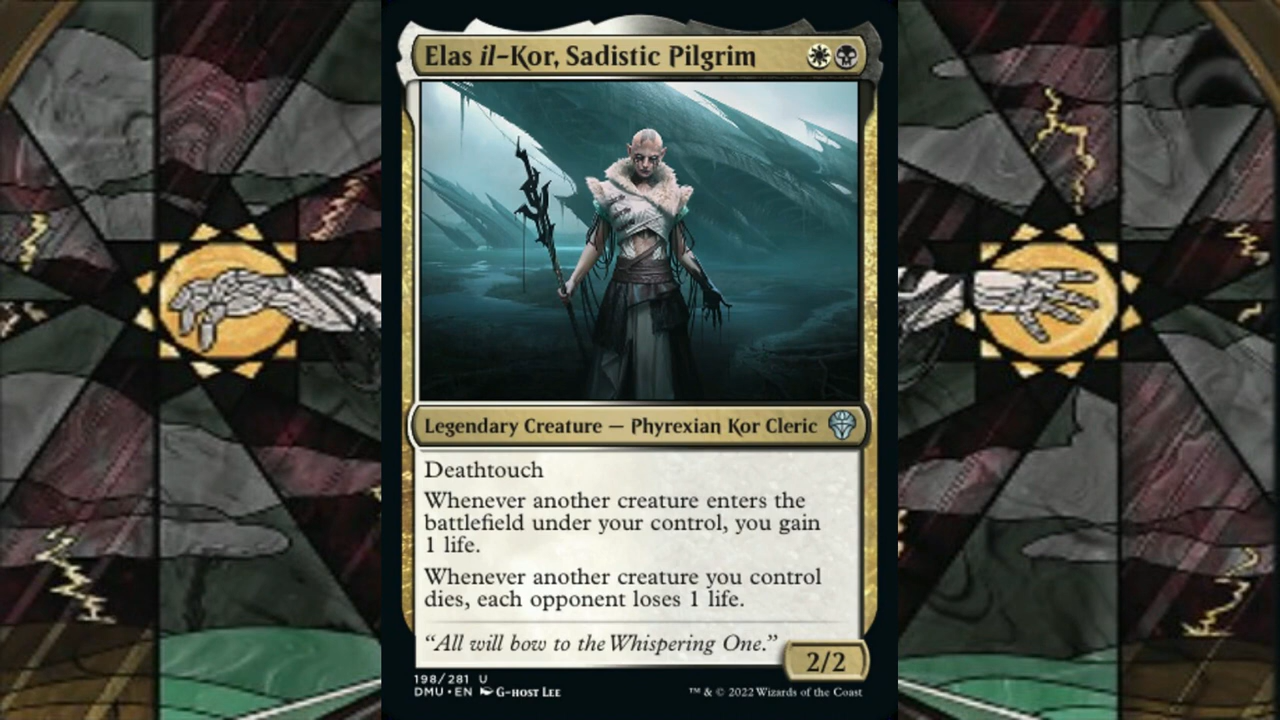 Elas il-Kor, Sadistic Pilgrim
Legendary Creature — Phyrexian Kor Cleric
Deathtouch
Whenever another creature enters the
battlefield under your control, you gain
1 life.
Whenever another creature you control
dies, each opponent loses 1 life.
“All will bow to the Whispering One.”
2/2
198/281 U
DMU • EN G-host Lee
™ & © 2022 Wizards of the Coast